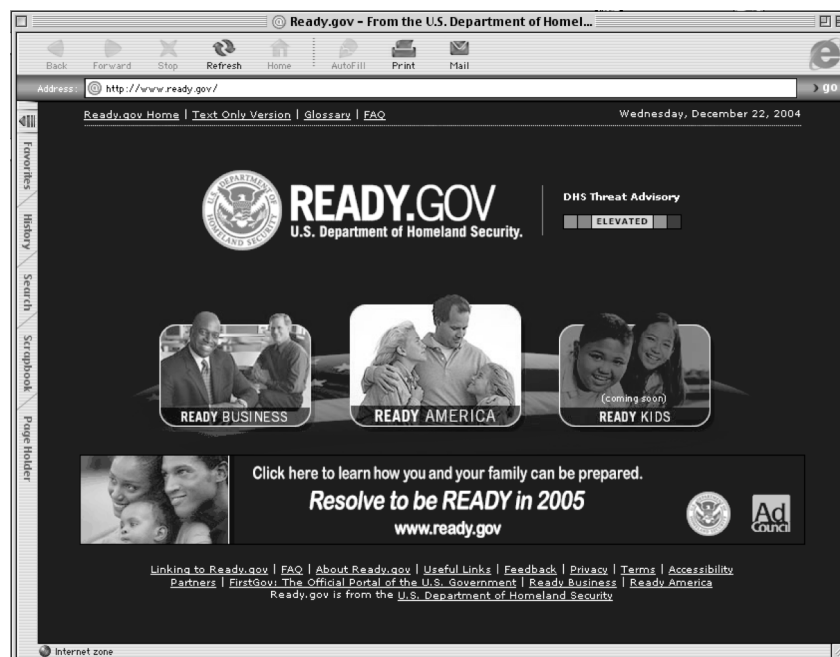 Ready.gov – From the U.S. Department of Homel...
Back Forward Stop Refresh Home AutoFill Print Mail
Address: http://www.ready.gov/ go
Ready.gov Home | Text Only Version | Glossary | FAQ
Wednesday, December 22, 2004
Favorites
History
Search
Scrapbook
Page Holder
U.S. DEPARTMENT OF HOMELAND SECURITY
READY.GOV
U.S. Department of Homeland Security.
DHS Threat Advisory
ELEVATED
READY BUSINESS
READY AMERICA
(coming soon)
READY KIDS
Click here to learn how you and your family can be prepared.
Resolve to be READY in 2005
www.ready.gov
Ad
Council
Linking to Ready.gov | FAQ | About Ready.gov | Useful Links | Feedback | Privacy | Terms | Accessibility
Partners | FirstGov: The Official Portal of the U.S. Government | Ready Business | Ready America
Ready.gov is from the U.S. Department of Homeland Security
Internet zone